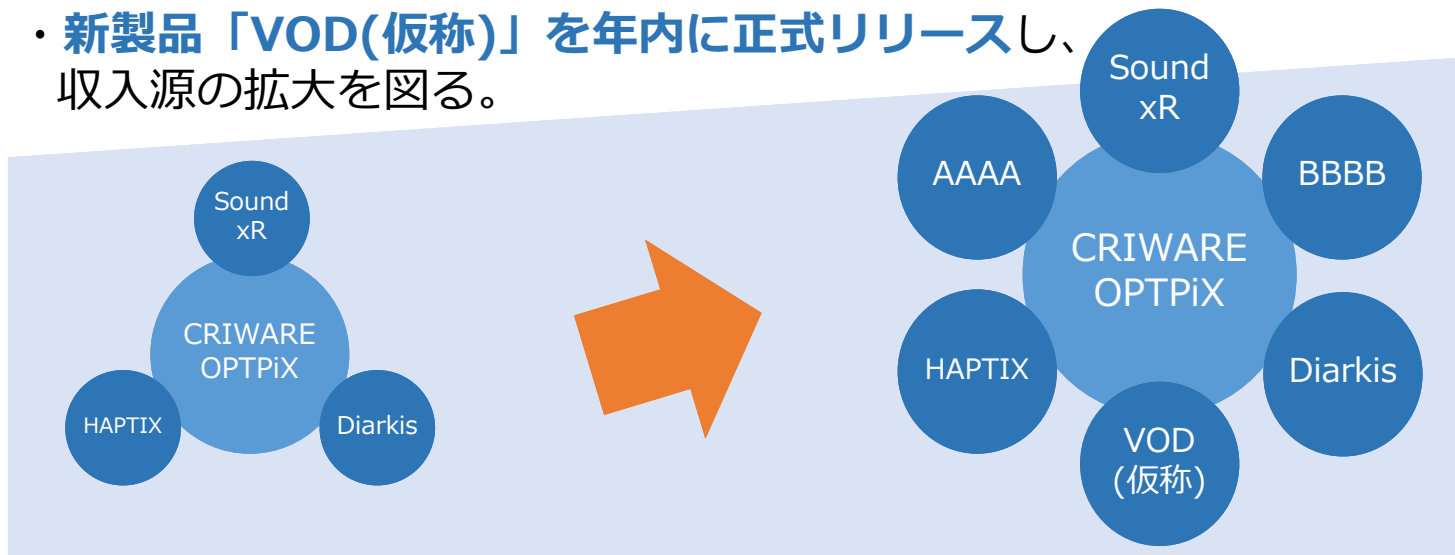 ・新製品「VOD(仮称)」を年内に正式リリースし、
収入源の拡大を図る。
Sound
xR
CRIWARE
OPTPiX
HAPTIX
Diarkis
Sound
xR
AAAA
BBBB
CRIWARE
OPTPiX
HAPTIX
Diarkis
VOD
(仮称)